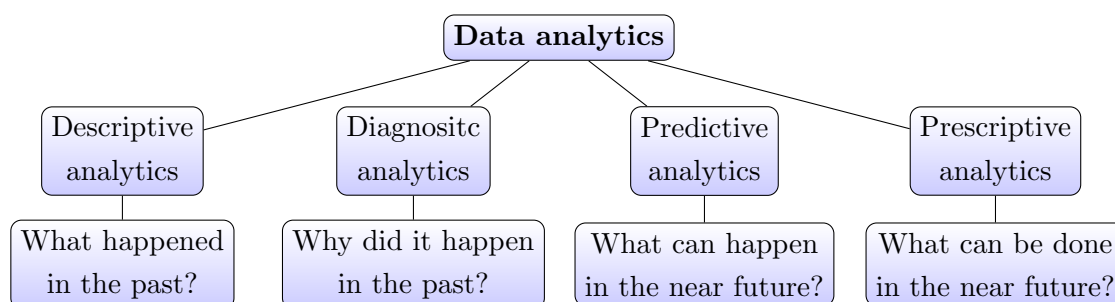 Data analytics
Descriptive
analytics
Diagnositc
analytics
Predictive
analytics
Prescriptive
analytics
What happened
in the past?
Why did it happen
in the past?
What can happen
in the near future?
What can be done
in the near future?